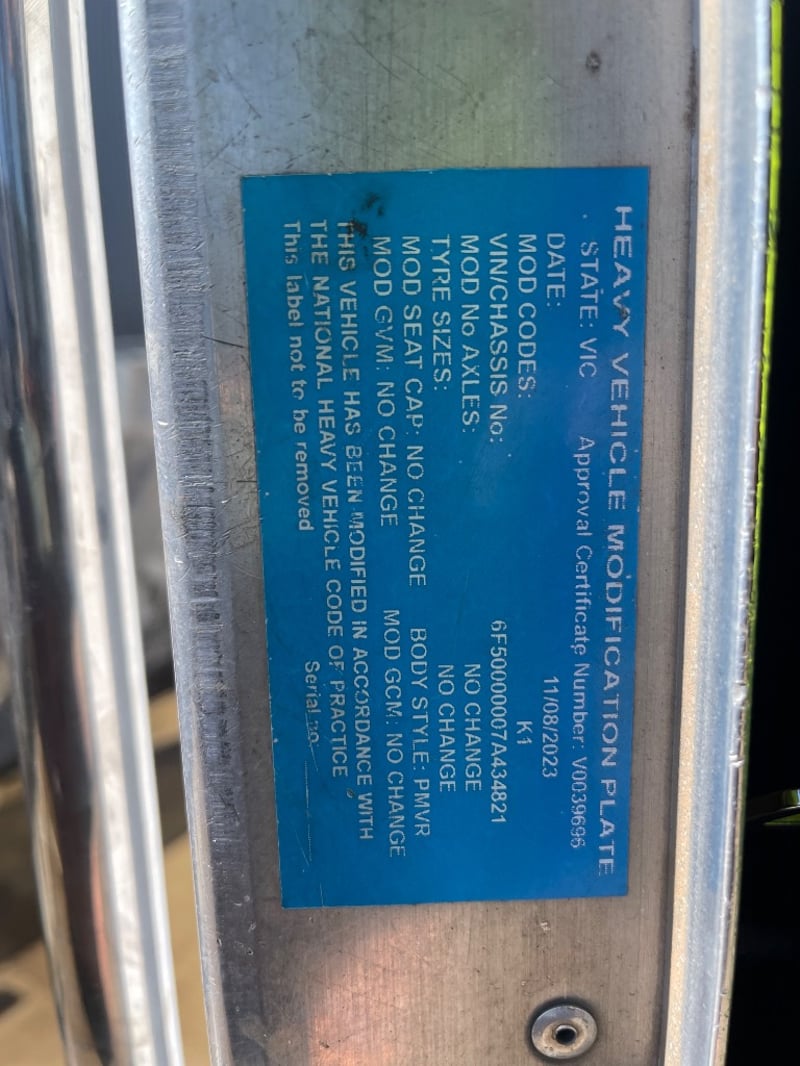 HEAVY VEHICLE MODIFICATION PLATE
STATE: VIC Approval Certificate Number: V0039696
DATE: 11/08/2023
MOD CODES: K1
VIN/CHASSIS No: 6F50000007A434821
MOD No AXLES: NO CHANGE
TYRE SIZES: NO CHANGE
MOD SEAT CAP: NO CHANGE BODY STYLE: PMVR
MOD GVM: NO CHANGE MOD GCM: NO CHANGE
THIS VEHICLE HAS BEEN MODIFIED IN ACCORDANCE WITH
THE NATIONAL HEAVY VEHICLE CODE OF PRACTICE
This label not to be removed Serial no.